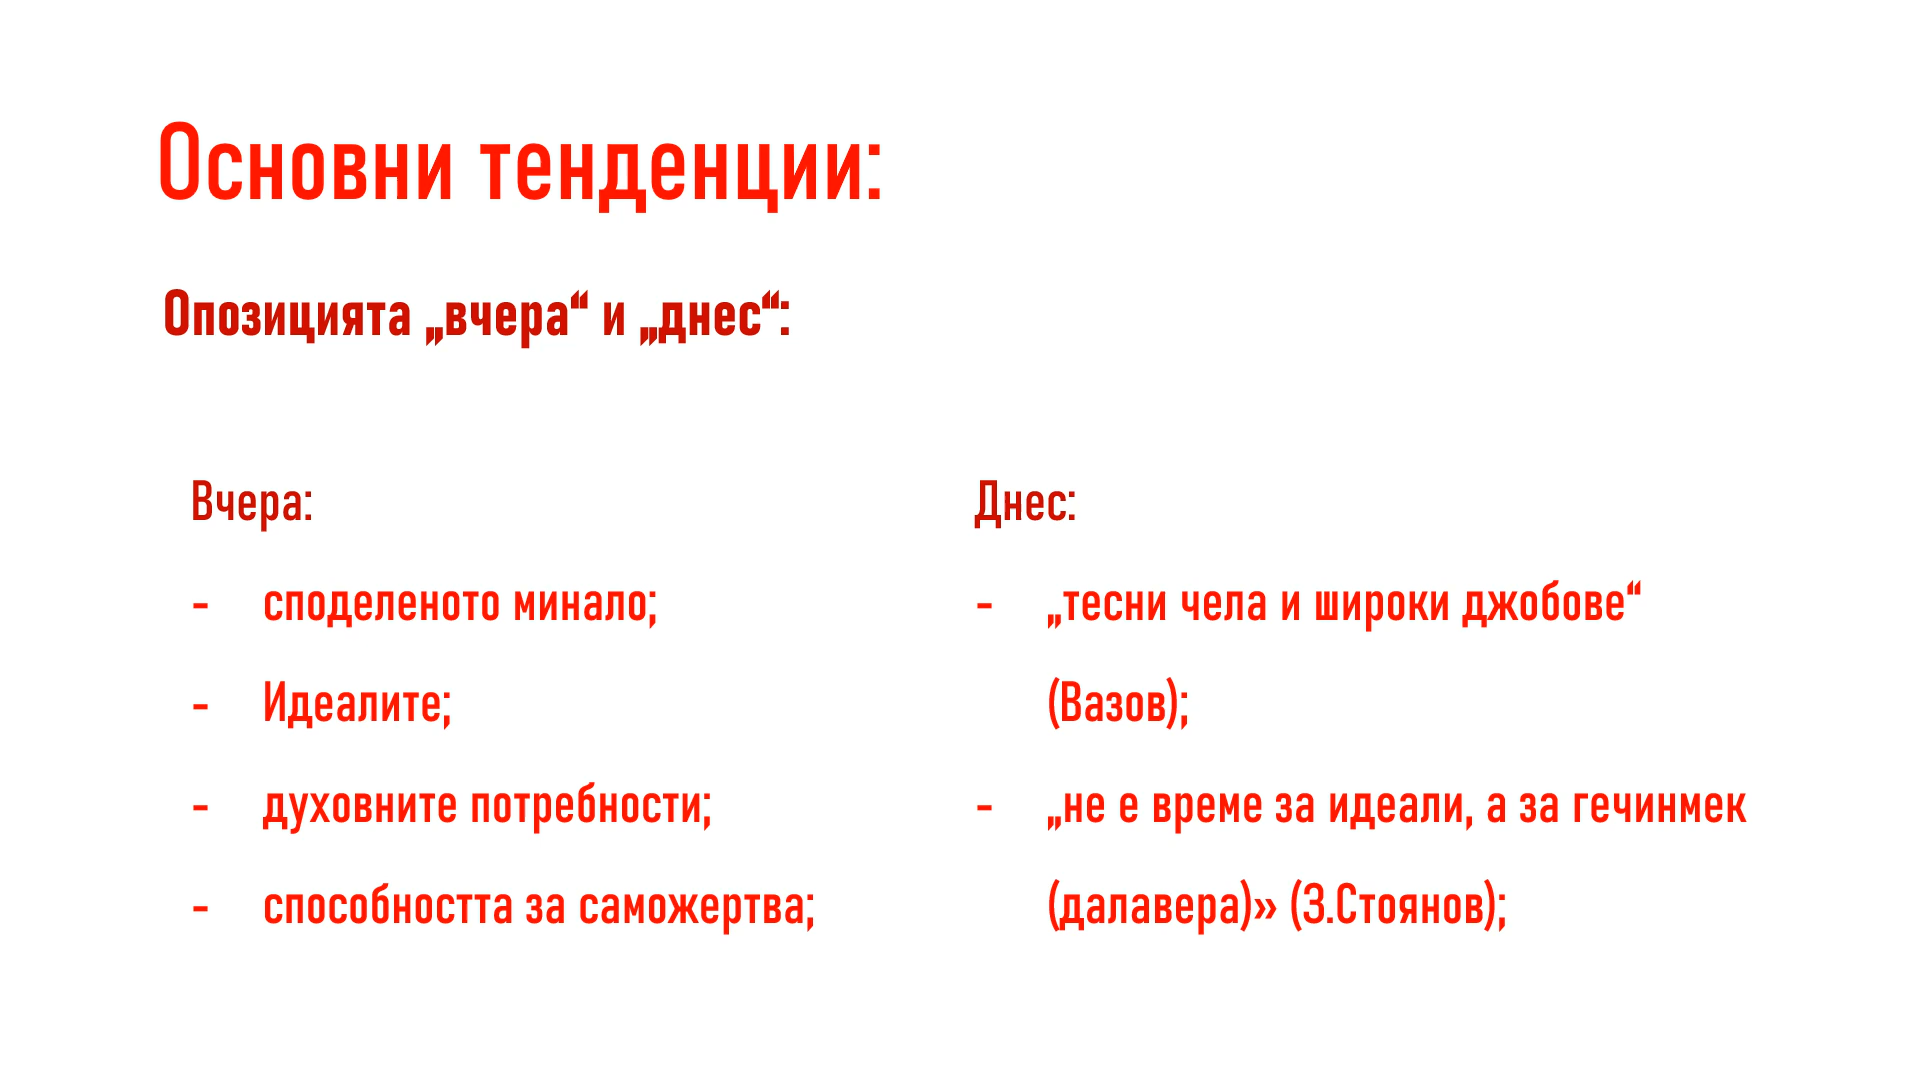 Основни тенденции:
Опозицията „вчера“ и „днес“:
Вчера:
- споделеното минало;
- Идеалите;
- духовните потребности;
- способността за саможертва;
Днес:
- „тесни чела и широки джобове“
(Вазов);
- „не е време за идеали, а за гечинмек
(далавера)» (З.Стоянов);